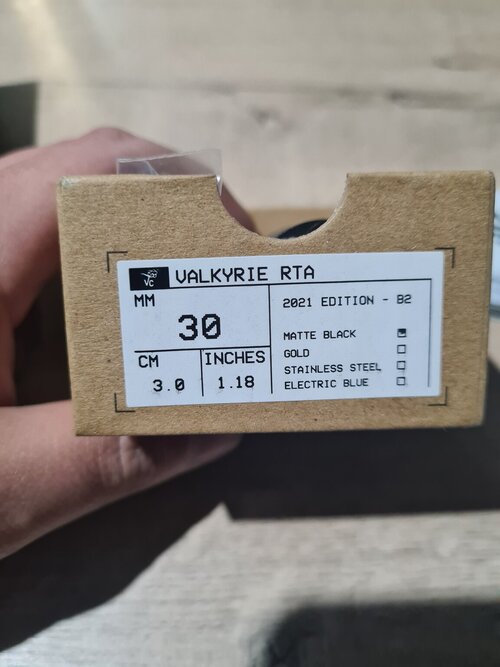 VC
VALKYRIE RTA
MM
30
CM
3.0
INCHES
1.18
2021 EDITION - B2
MATTE BLACK
GOLD
STAINLESS STEEL
ELECTRIC BLUE